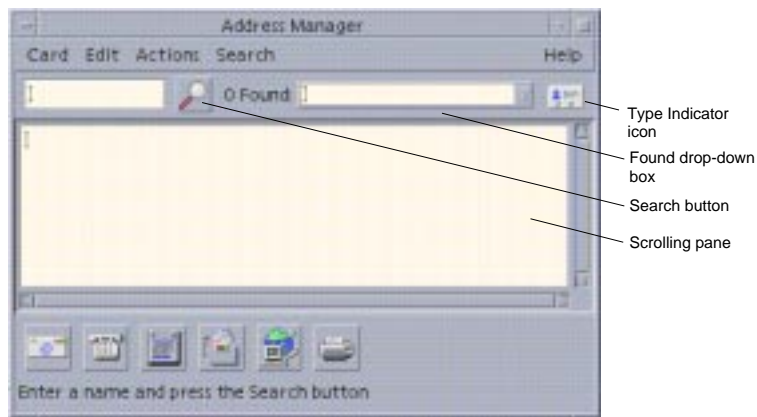 Address Manager
Card Edit Actions Search Help
0 Found
Type Indicator
icon
Found drop-down
box
Search button
Scrolling pane
Enter a name and press the Search button